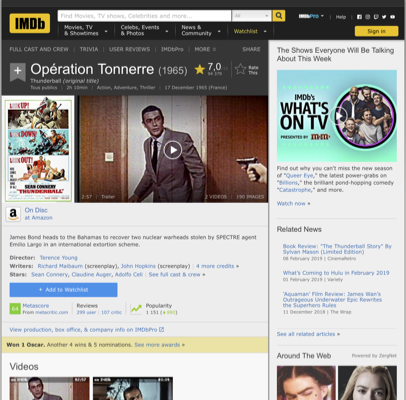 IMDb
Find Movies, TV shows, Celebrities and more...
All
IMDbPro
Help
Movies, TV
& Showtimes
Celebs, Events
& Photos
News &
Community
Watchlist
Sign in
FULL CAST AND CREW | TRIVIA | USER REVIEWS | IMDbPro | MORE
SHARE
Opération Tonnerre (1965)
Thunderball (original title)
7,0
Rate
This
Tous publics | 2h 10min | Action, Adventure, Thriller | 17 December 1965 (France)
LOOK UP!
LOOK OUT!
SEAN CONNERY
"THUNDERBALL"
2:57 | Trailer
2 VIDEOS
190 IMAGES
On Disc
at Amazon
James Bond heads to the Bahamas to recover two nuclear warheads stolen by SPECTRE agent
Emilio Largo in an international extortion scheme.
Director: Terence Young
Writers: Richard Maibaum (screenplay), John Hopkins (screenplay) | 4 more credits »
Stars: Sean Connery, Claudine Auger, Adolfo Celi | See full cast & crew »
+ Add to Watchlist
Metascore
From metacritic.com
Reviews
299 user | 107 critic
Popularity
View production, box office, & company info on IMDbPro
Won 1 Oscar. Another 4 wins & 5 nominations. See more awards »
Videos
The Shows Everyone Will Be Talking
About This Week
IMDb's
WHAT'S
ON TV
PRESENTED BY m&m's
Find out why you can't miss the new season
of "Queer Eye," the latest power-grabs on
"Billions," the brilliant pond-hopping comedy
"Catastrophe," and more.
Watch now »
Related News
Book Review: "The Thunderball Story" By
Sylvan Mason (Limited Edition)
08 February 2019 | CinemaRetro
What's Coming to Hulu in February 2019
01 February 2019 | Variety
'Aquaman' Film Review: James Wan's
Outrageous Underwater Epic Rewrites
the Superhero Rules
11 December 2018 | The Wrap
See all related articles »
Around The Web
Powered by ZergNet